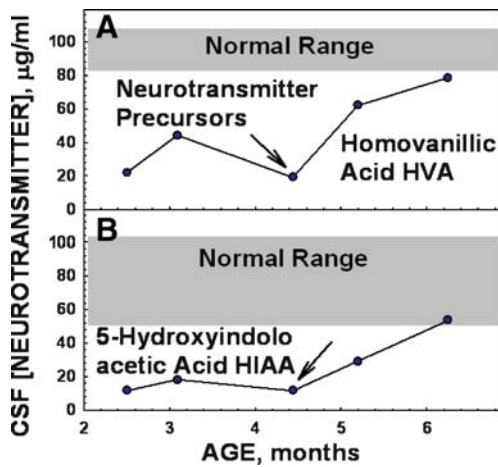 CSF [NEUROTRANSMITTER], µg/ml
A
Normal Range
Neurotransmitter
Precursors
Homovanillic
Acid HVA
100
80
60
40
20
0
B
Normal Range
5-Hydroxyindolo
acetic Acid HIAA
100
80
60
40
20
0
2
3
4
5
6
AGE, months